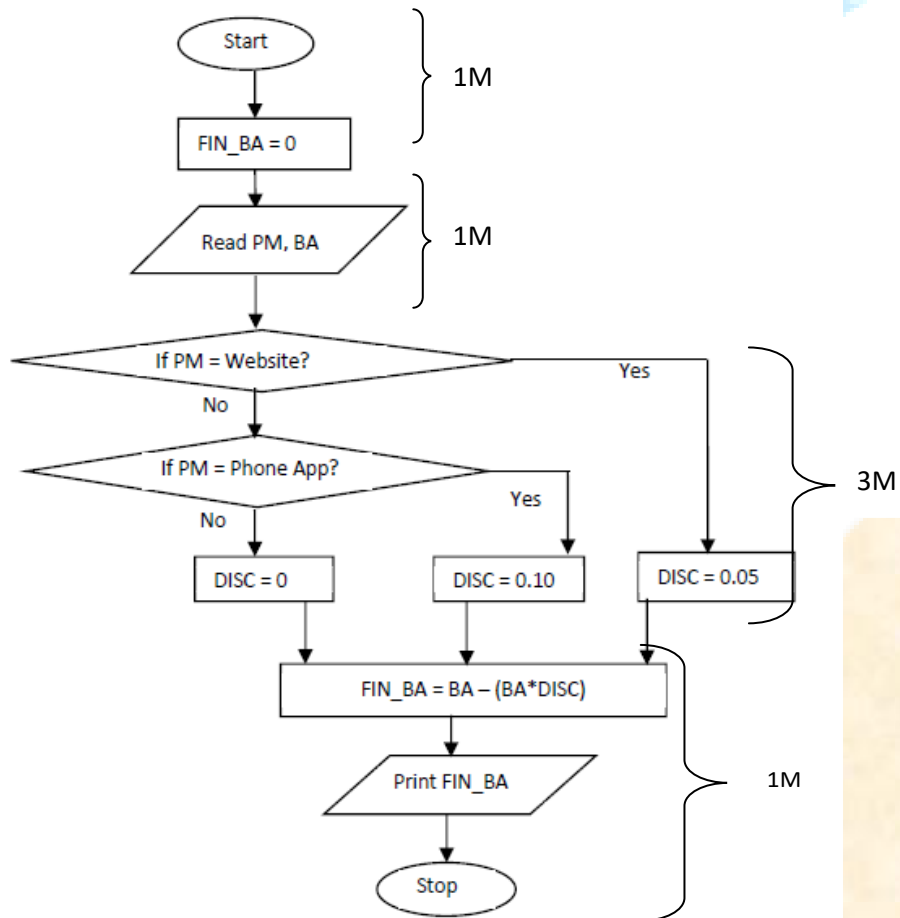 Start
1M
FIN_BA = 0
Read PM, BA
1M
If PM = Website?
Yes
No
If PM = Phone App?
3M
Yes
No
DISC = 0
DISC = 0.10
DISC = 0.05
FIN_BA = BA – (BA*DISC)
Print FIN_BA
1M
Stop